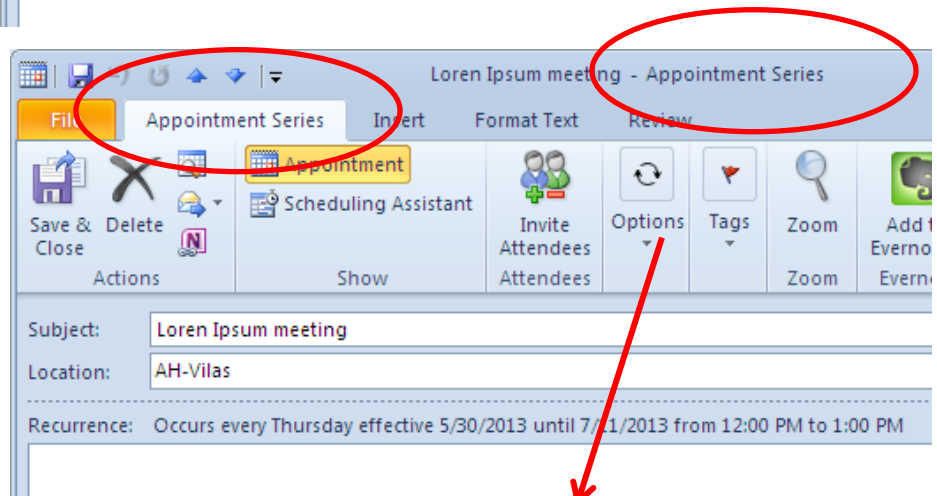 Loren Ipsum meeting - Appointment Series
File Appointment Series Insert Format Text Review
Appointment
Scheduling Assistant
Save & Close
Delete
Invite Attendees
Options
Tags
Zoom
Add
Actions
Show
Attendees
Zoom
Subject: Loren Ipsum meeting
Location: AH-Vilas
Recurrence: Occurs every Thursday effective 5/30/2013 until 7/11/2013 from 12:00 PM to 1:00 PM